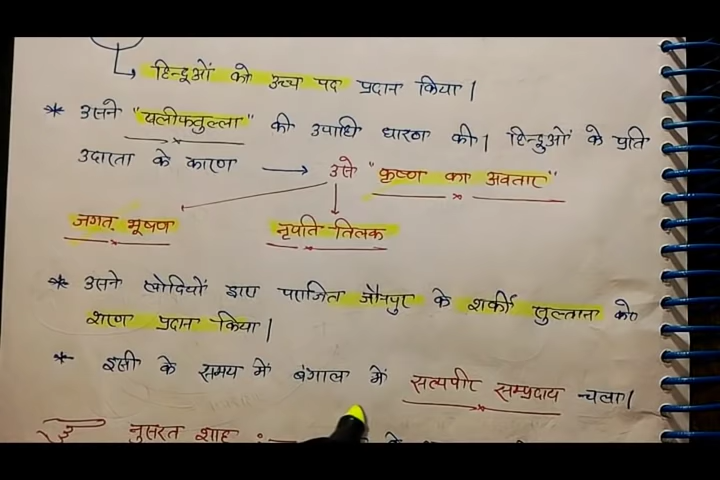 हिन्दूओं को उच्च पद प्रदान किया।
* उसने "खलीफतुल्ला" की उपाधि धारण की। हिन्दुओं के प्रति
उदारता के कारण → उसे "कृष्ण का अवतार"
जगत् भूषण नृपति तिलक
* उसने लोदियों द्वारा पराजित जौनपुर के शर्की सुल्तान को
शरण प्रदान किया।
* इसी के समय में बंगाल में सत्यपीर सम्प्रदाय चला।
नुसरत शाह :